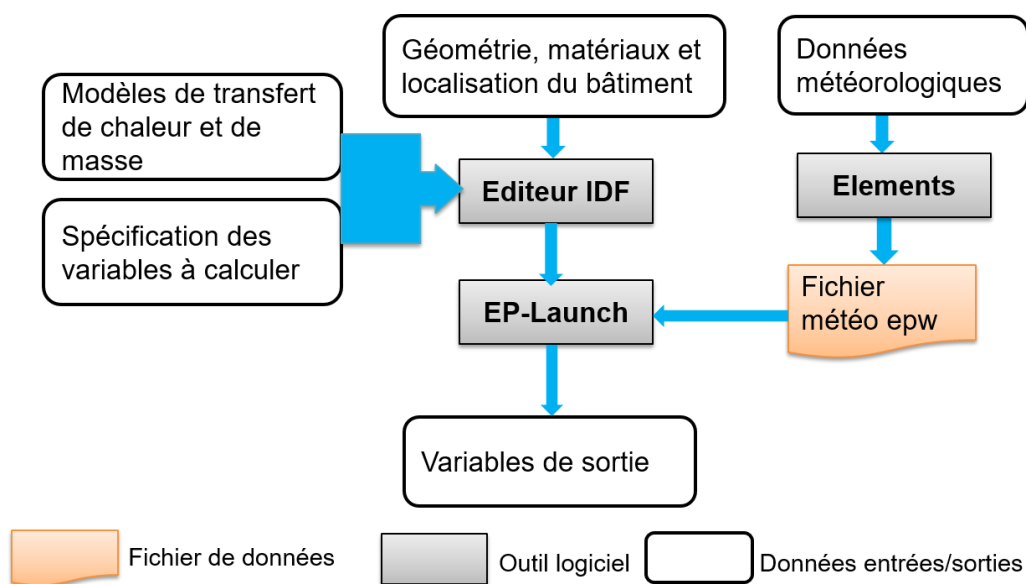 Géométrie, matériaux et
localisation du bâtiment
Données
météorologiques
Modèles de transfert
de chaleur et de
masse
Editeur IDF
Elements
Spécification des
variables à calculer
EP-Launch
Fichier
météo epw
Variables de sortie
Fichier de données
Outil logiciel
Données entrées/sorties